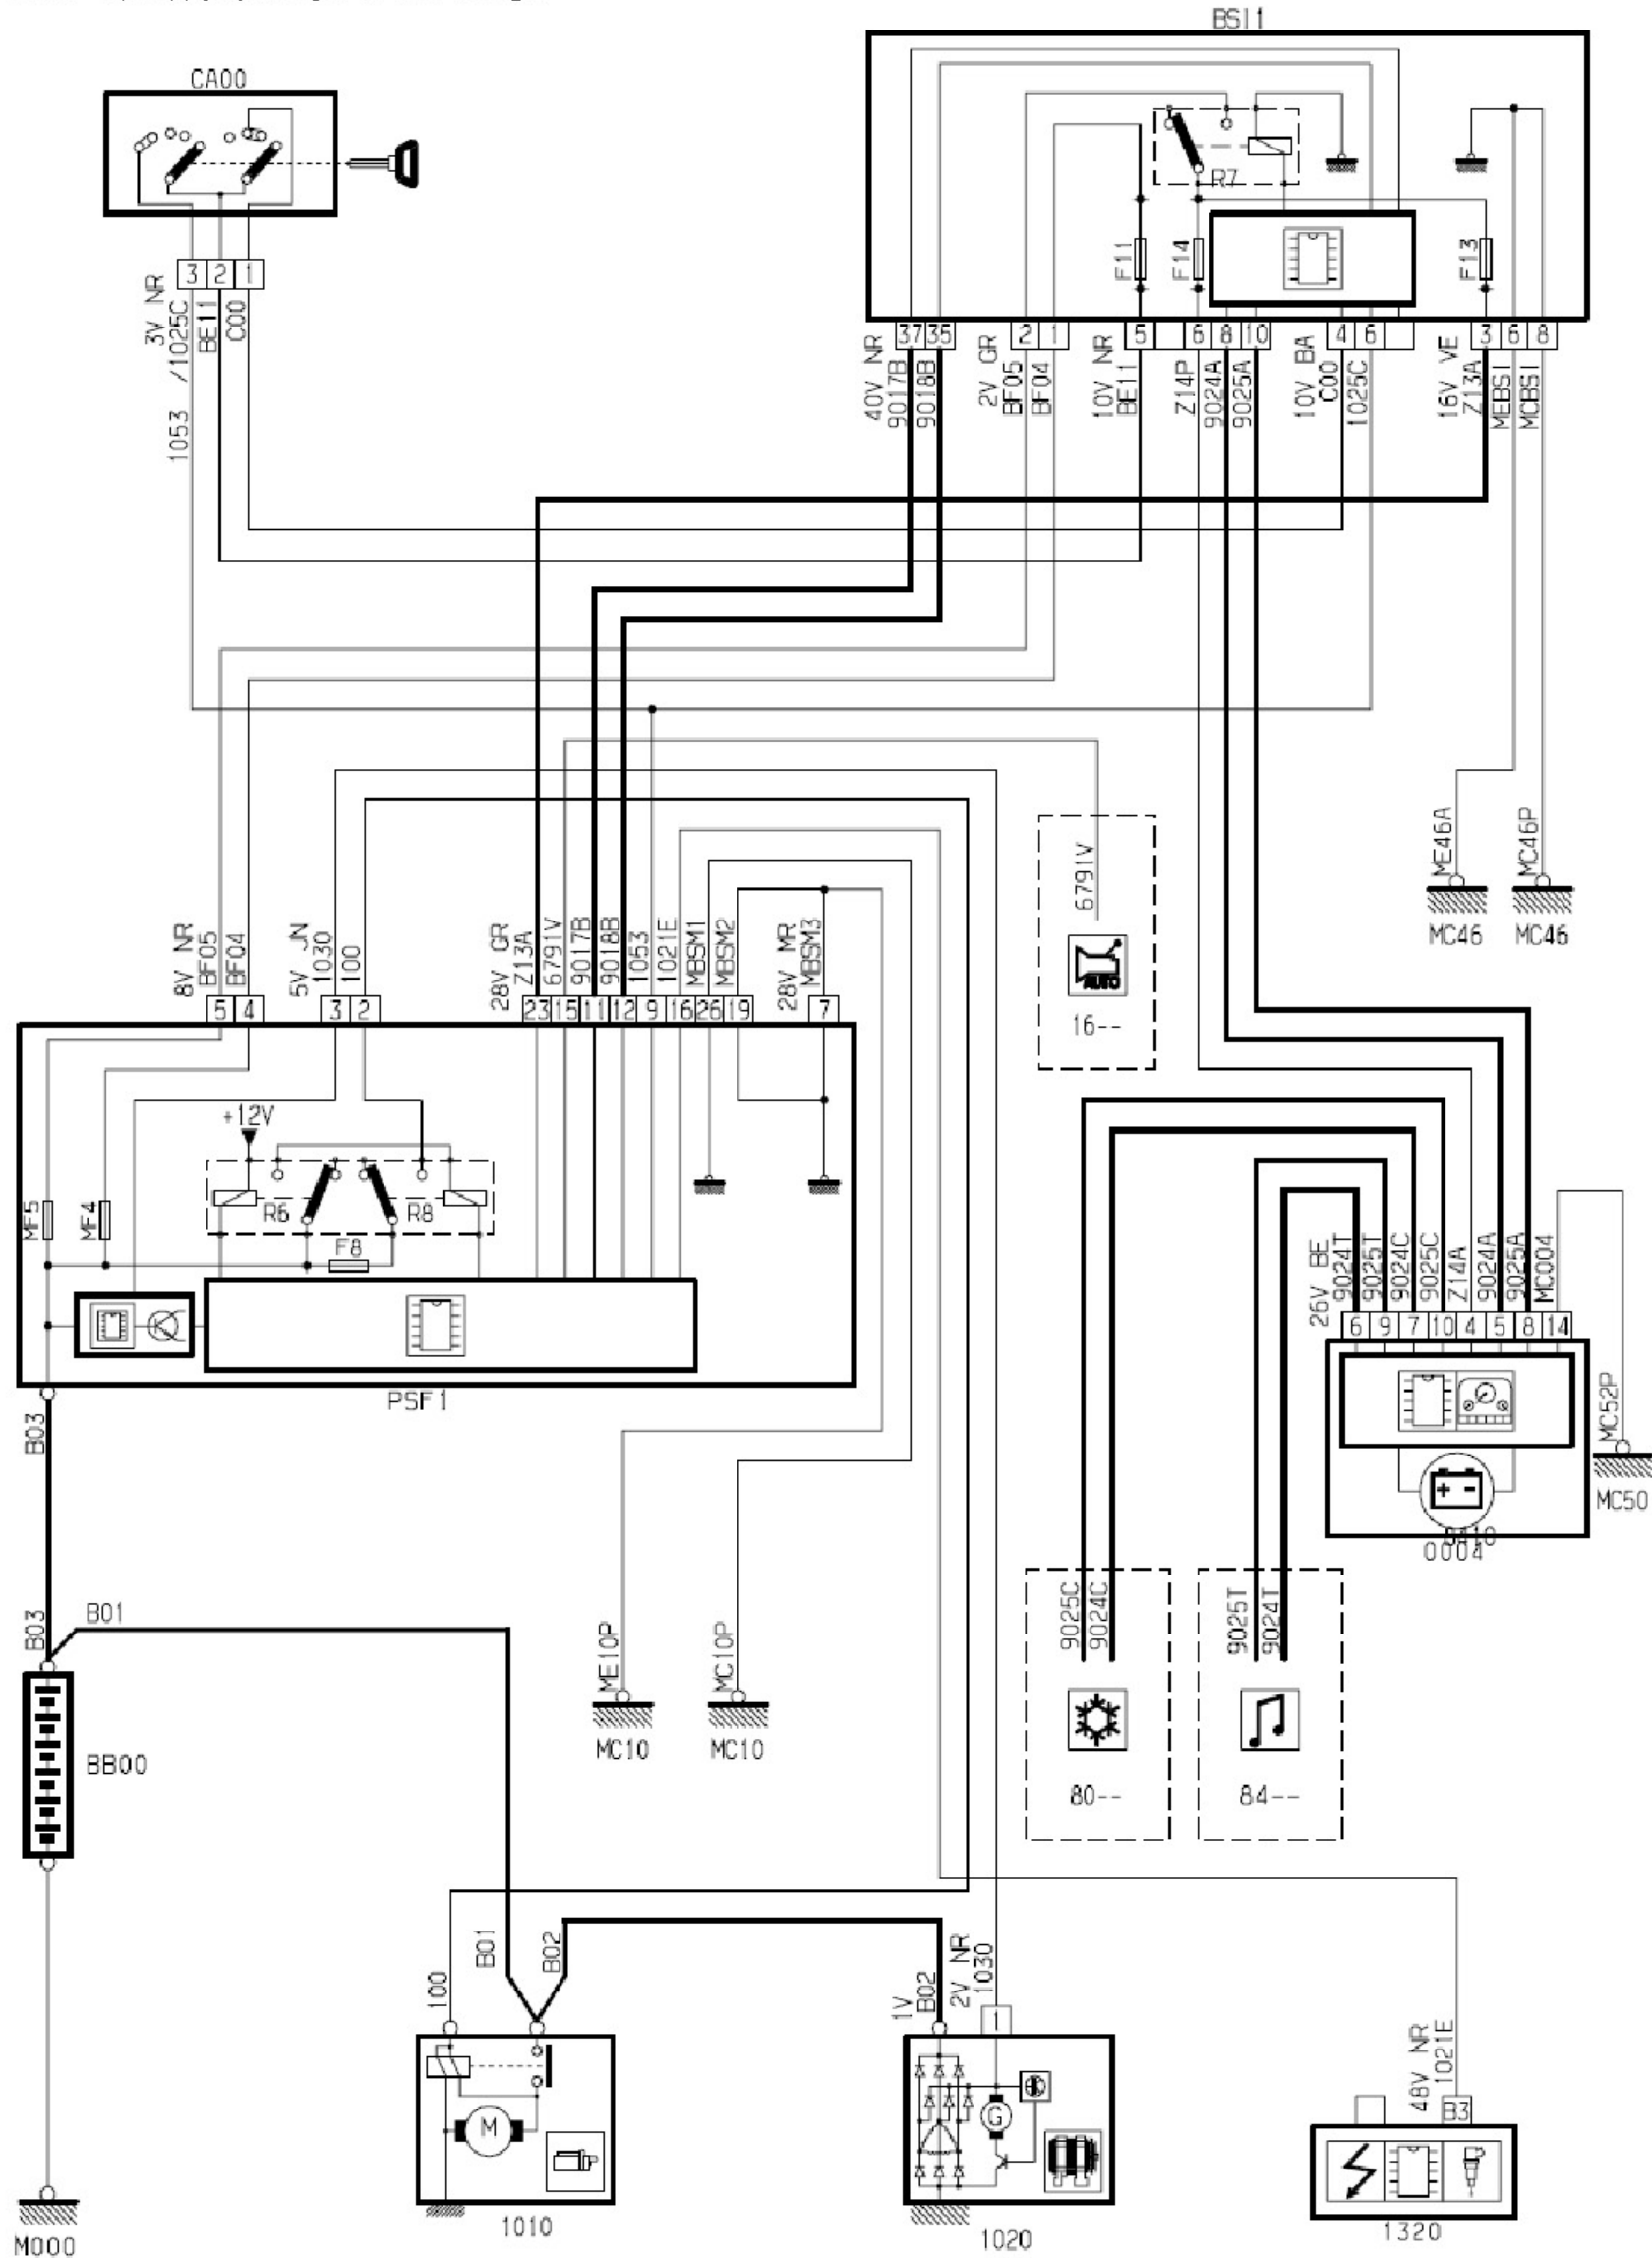 BSI1
CA00
R7
F11
F14
F13
3 2 1
3V NR
1053 /1025C
BE11
C00
37 35
2 1
5
6 8 10
4 6
3 6 8
40V NR
9017B
9018B
2V GR
BF05
BF04
10V NR
BE11
Z14P
9024A
9025A
10V BA
C00
1025C
16V VE
Z13A
MEBSI
MCBSI
ME46A
MC46P
MC46
MC46
6791V
AUTO
16--
8V NR
BF05
BF04
5V JN
1030
100
28V GR
Z13A
6791V
9017B
9018B
1053
1021E
MBSM1
MBSM2
28V MR
MBSM3
5 4
3 2
23 15 11 12 9 16 26 19
7
+12V
MF5
MF4
R6
R8
F8
PSF1
26V BE
9024T
9025T
9024C
9025C
Z14A
9024A
9025A
MC004
6 9 7 10 4 5 8 14
MC52P
MC50
+ -
0004
B03
B03
B01
BB00
ME10P
MC10P
MC10
MC10
9025C
9024C
80--
9025T
9024T
84--
100
B01
B02
1V
B02
2V NR
1030
1
48V NR
1021E
B3
M
G
M000
1010
1020
1320